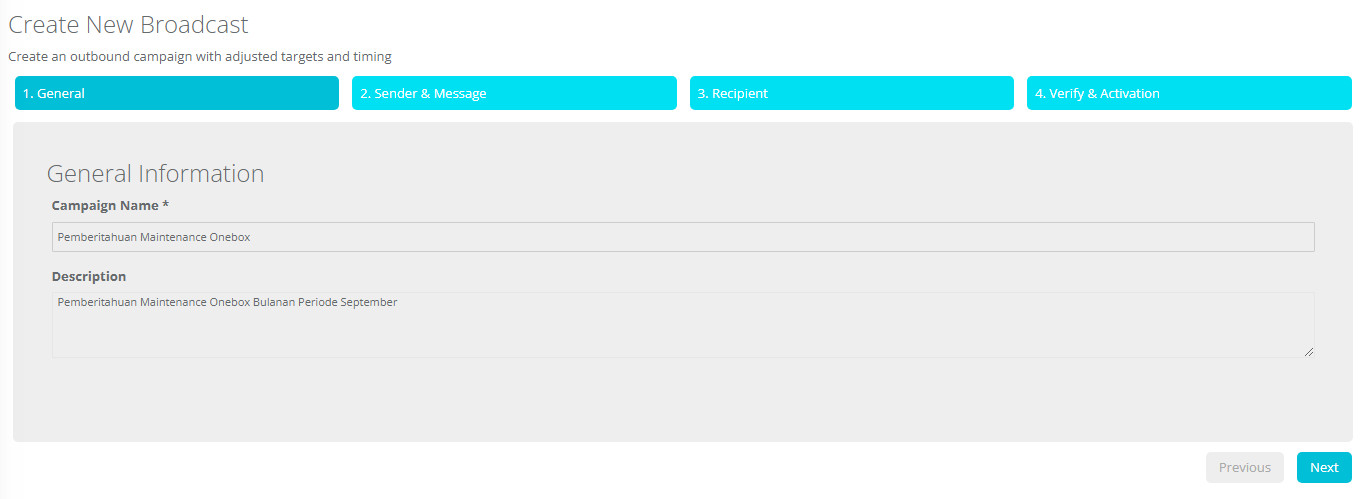 Create New Broadcast
Create an outbound campaign with adjusted targets and timing
1. General
2. Sender & Message
3. Recipient
4. Verify & Activation
General Information
Campaign Name *
Pemberitahuan Maintenance Onebox
Description
Pemberitahuan Maintenance Onebox Bulanan Periode September
Previous
Next